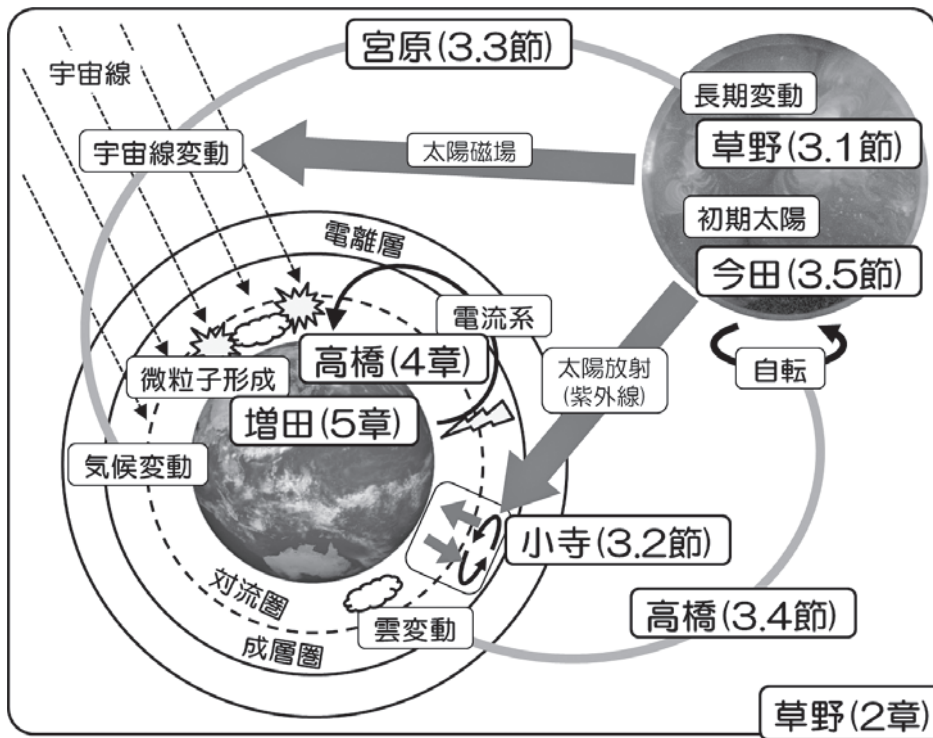 宮原(3.3節)
宇宙線
長期変動
宇宙線変動
太陽磁場
草野(3.1節)
初期太陽
電離層
今田(3.5節)
電流系
高橋(4章)
太陽放射
(紫外線)
自転
微粒子形成
増田(5章)
気候変動
小寺(3.2節)
対流圏
高橋(3.4節)
雲変動
成層圏
草野(2章)